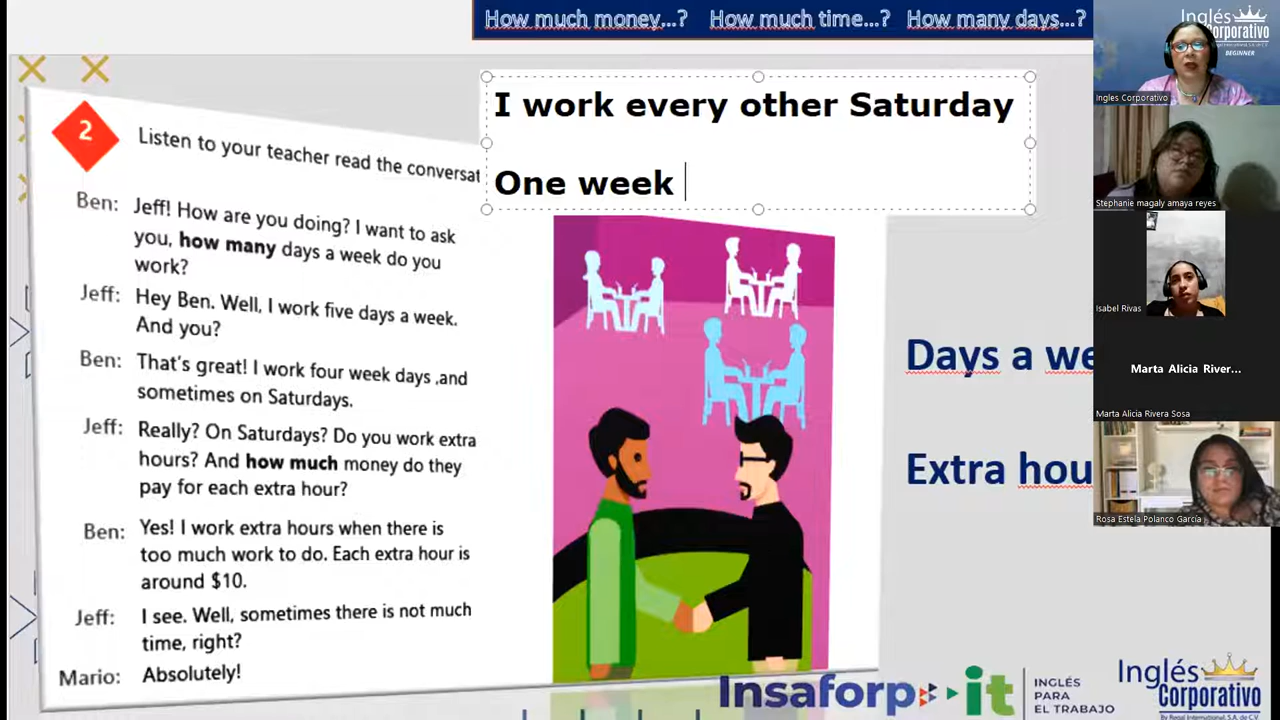 How much money...? How much time...? How many days...?
I work every other Saturday
One week
2
Listen to your teacher read the conversat
Ben: Jeff! How are you doing? I want to ask
you, how many days a week do you
work?
Jeff: Hey Ben. Well, I work five days a week.
And you?
Ben: That's great! I work four week days ,and
sometimes on Saturdays.
Jeff: Really? On Saturdays? Do you work extra
hours? And how much money do they
pay for each extra hour?
Ben: Yes! I work extra hours when there is
too much work to do. Each extra hour is
around $10.
Jeff: I see. Well, sometimes there is not much
time, right?
Mario: Absolutely!
Days a we
Extra hou
Insaforp it
INGLÉS
PARA
EL TRABAJO
Inglés
Corporativo
By Regal International, S.A. de C.V.
Inglés
Corporativo
BEGINNER
Ingles Corporativo
Stephanie magaly amaya reyes
Isabel Rivas
Marta Alicia River...
Marta Alicia Rivera Sosa
Rosa Estela Polanco García